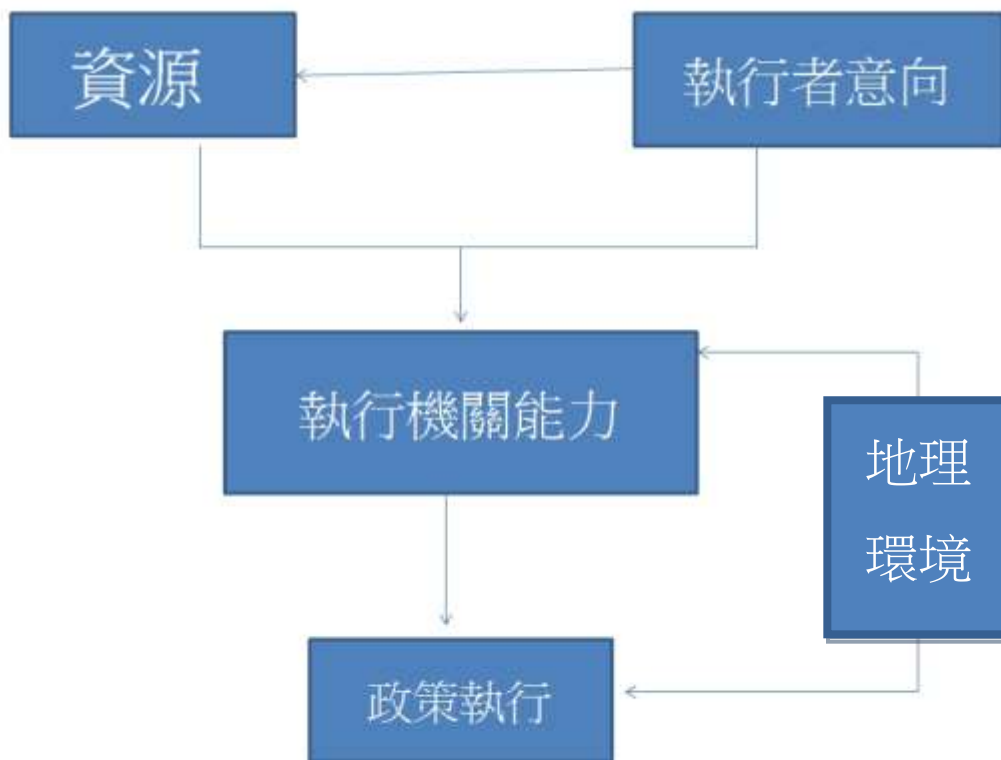 資源
執行者意向
執行機關能力
地理
環境
政策執行